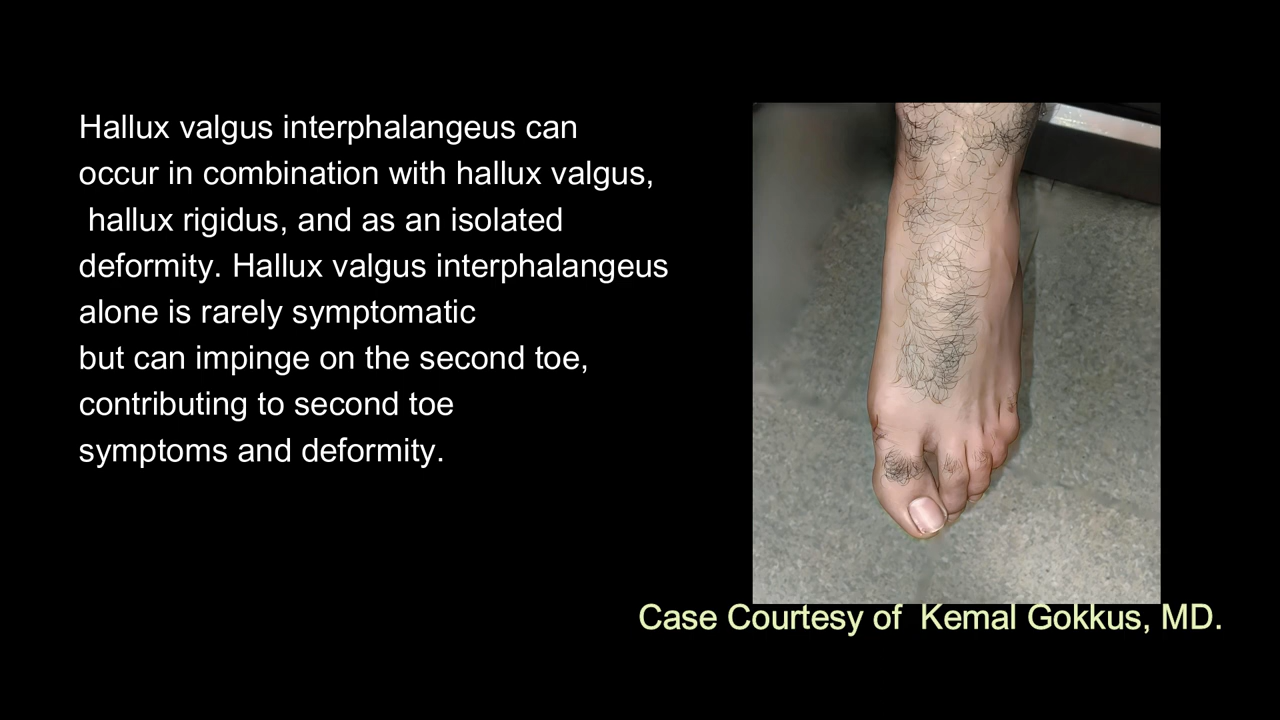 Hallux valgus interphalangeus can
occur in combination with hallux valgus,
hallux rigidus, and as an isolated
deformity. Hallux valgus interphalangeus
alone is rarely symptomatic
but can impinge on the second toe,
contributing to second toe
symptoms and deformity.
Case Courtesy of Kemal Gokkus, MD.